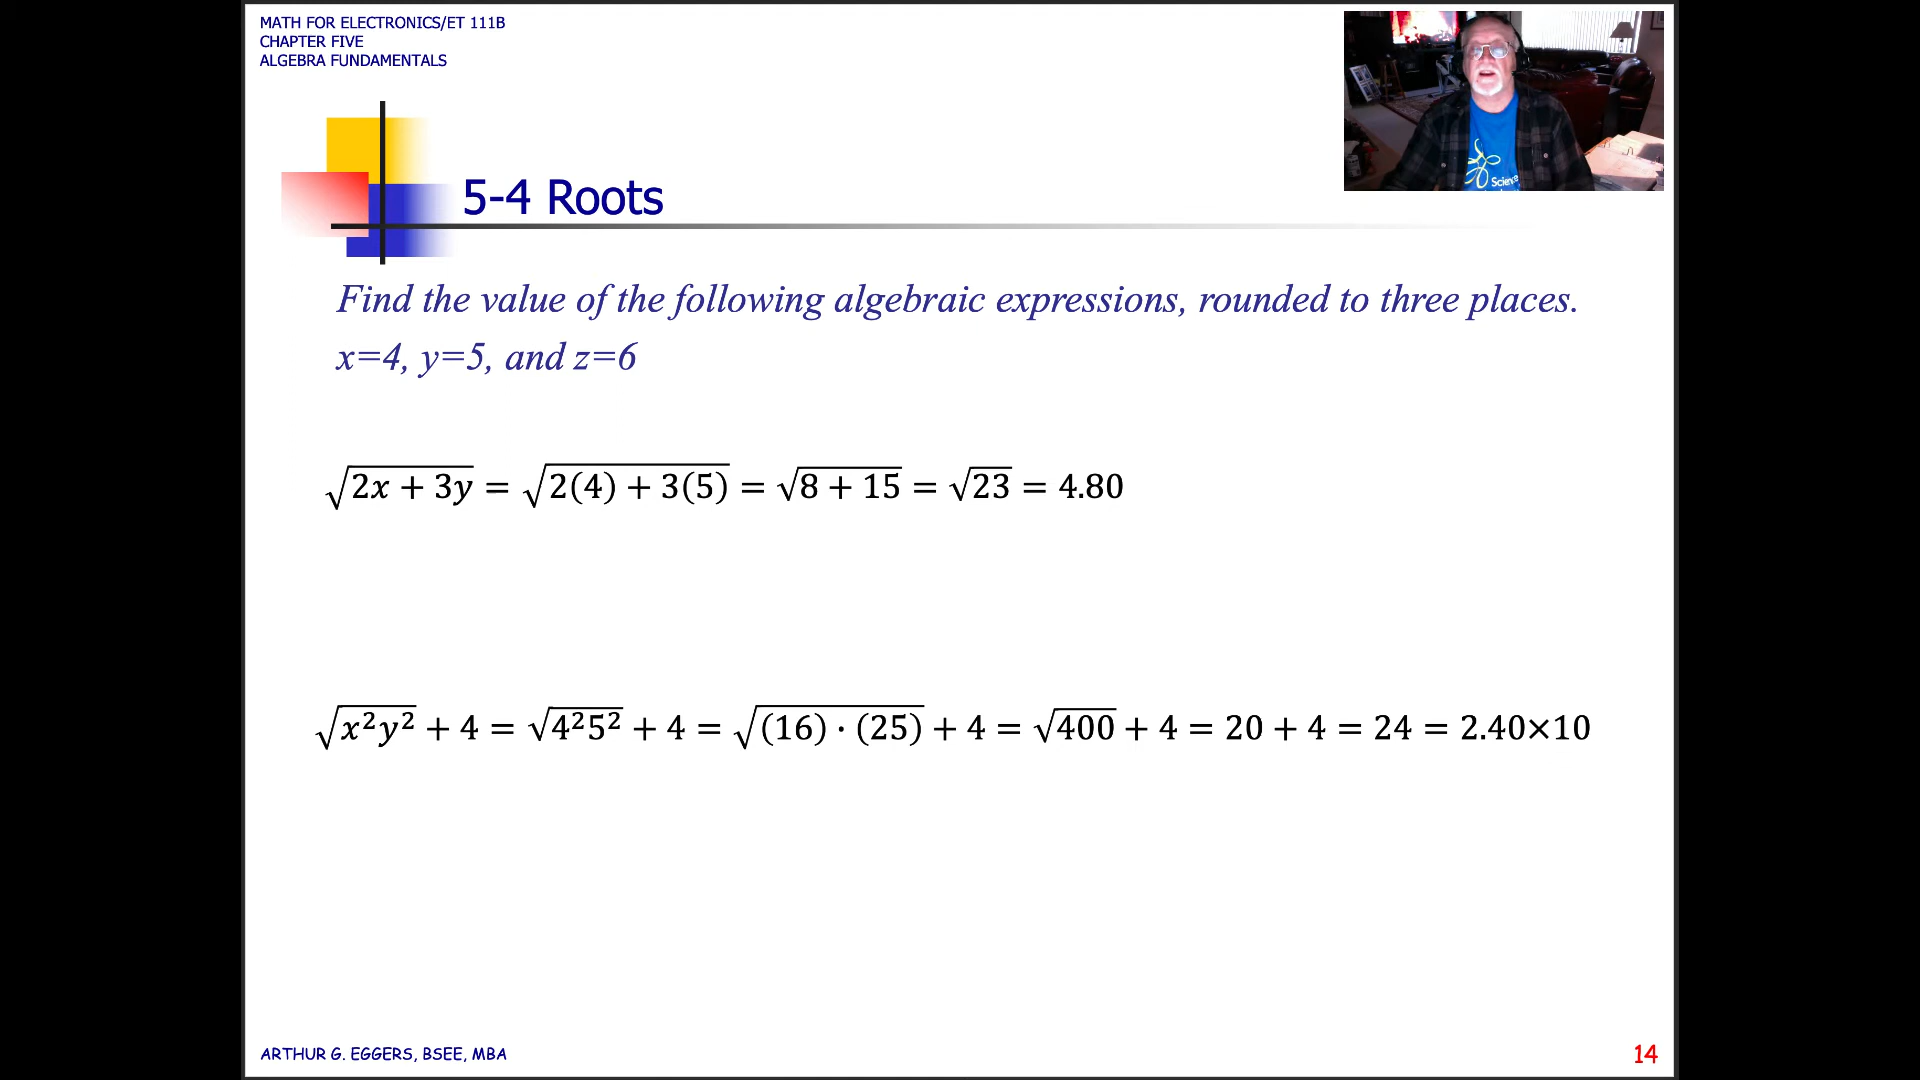 MATH FOR ELECTRONICS/ET 111B
CHAPTER FIVE
ALGEBRA FUNDAMENTALS
5-4 Roots
Find the value of the following algebraic expressions, rounded to three places.
x=4, y=5, and z=6
√2x + 3y = √2(4) + 3(5) = √8 + 15 = √23 = 4.80
√x²y² + 4 = √4²5² + 4 = √(16) · (25) + 4 = √400 + 4 = 20 + 4 = 24 = 2.40×10
ARTHUR G. EGGERS, BSEE, MBA
14